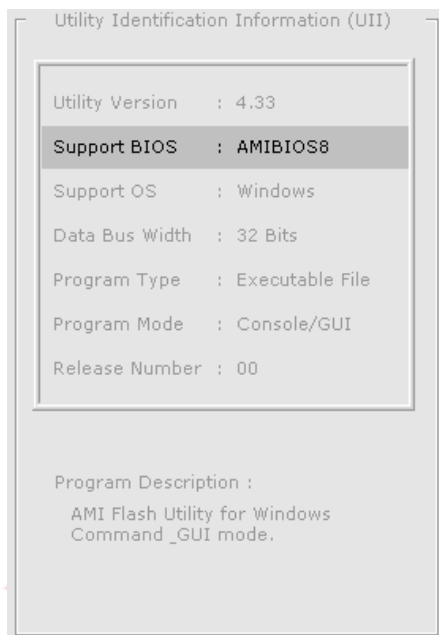 Utility Identification Information (UII)
Utility Version : 4.33
Support BIOS : AMIBIOS8
Support OS : Windows
Data Bus Width : 32 Bits
Program Type : Executable File
Program Mode : Console/GUI
Release Number : 00
Program Description :
AMI Flash Utility for Windows
Command _GUI mode.